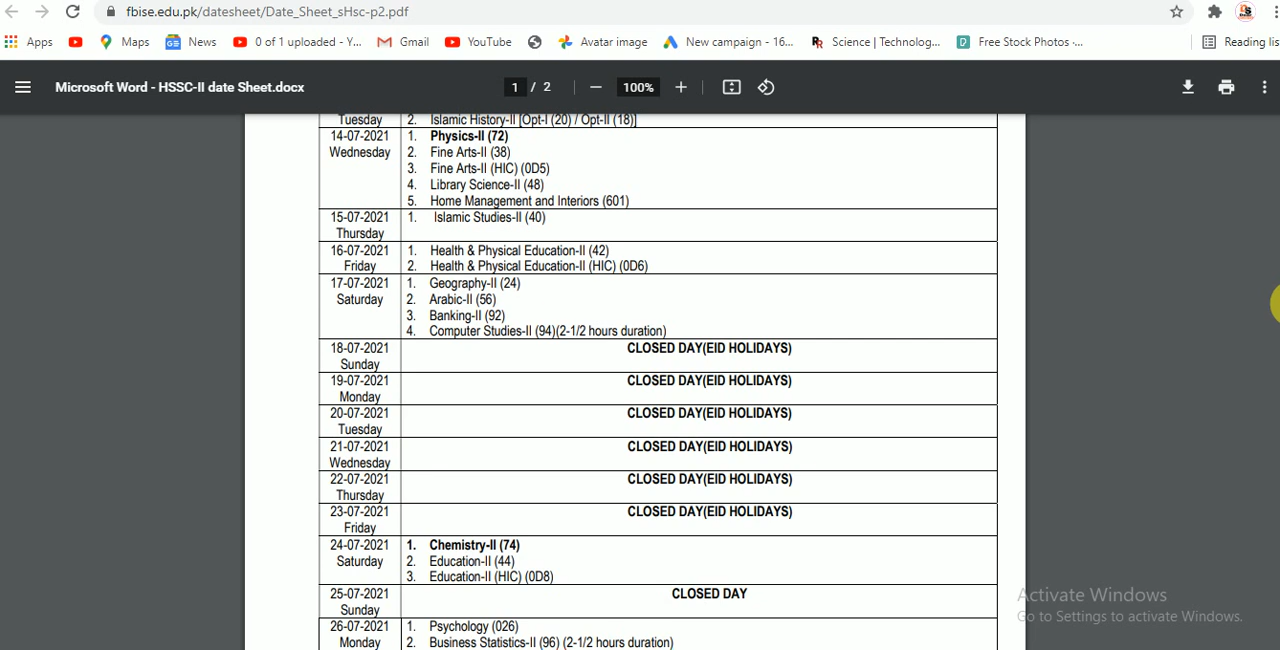 fbise.edu.pk/datesheet/Date_Sheet_sHsc-p2.pdf
Apps Maps News 0 of 1 uploaded - Y... Gmail YouTube Avatar image New campaign - 16... Science | Technolog... Free Stock Photos ·... Reading lis
Microsoft Word - HSSC-II date Sheet.docx 1 / 2 100%
Tuesday 2. Islamic History-II [Opt-I (20) / Opt-II (18)]
14-07-2021 1. Physics-II (72)
Wednesday 2. Fine Arts-II (38)
3. Fine Arts-II (HIC) (0D5)
4. Library Science-II (48)
5. Home Management and Interiors (601)
15-07-2021 1. Islamic Studies-II (40)
Thursday
16-07-2021 1. Health & Physical Education-II (42)
Friday 2. Health & Physical Education-II (HIC) (0D6)
17-07-2021 1. Geography-II (24)
Saturday 2. Arabic-II (56)
3. Banking-II (92)
4. Computer Studies-II (94)(2-1/2 hours duration)
18-07-2021 CLOSED DAY(EID HOLIDAYS)
Sunday
19-07-2021 CLOSED DAY(EID HOLIDAYS)
Monday
20-07-2021 CLOSED DAY(EID HOLIDAYS)
Tuesday
21-07-2021 CLOSED DAY(EID HOLIDAYS)
Wednesday
22-07-2021 CLOSED DAY(EID HOLIDAYS)
Thursday
23-07-2021 CLOSED DAY(EID HOLIDAYS)
Friday
24-07-2021 1. Chemistry-II (74)
Saturday 2. Education-II (44)
3. Education-II (HIC) (0D8)
25-07-2021 CLOSED DAY
Sunday
26-07-2021 1. Psychology (026)
Monday 2. Business Statistics-II (96) (2-1/2 hours duration)
Activate Windows
Go to Settings to activate Windows.